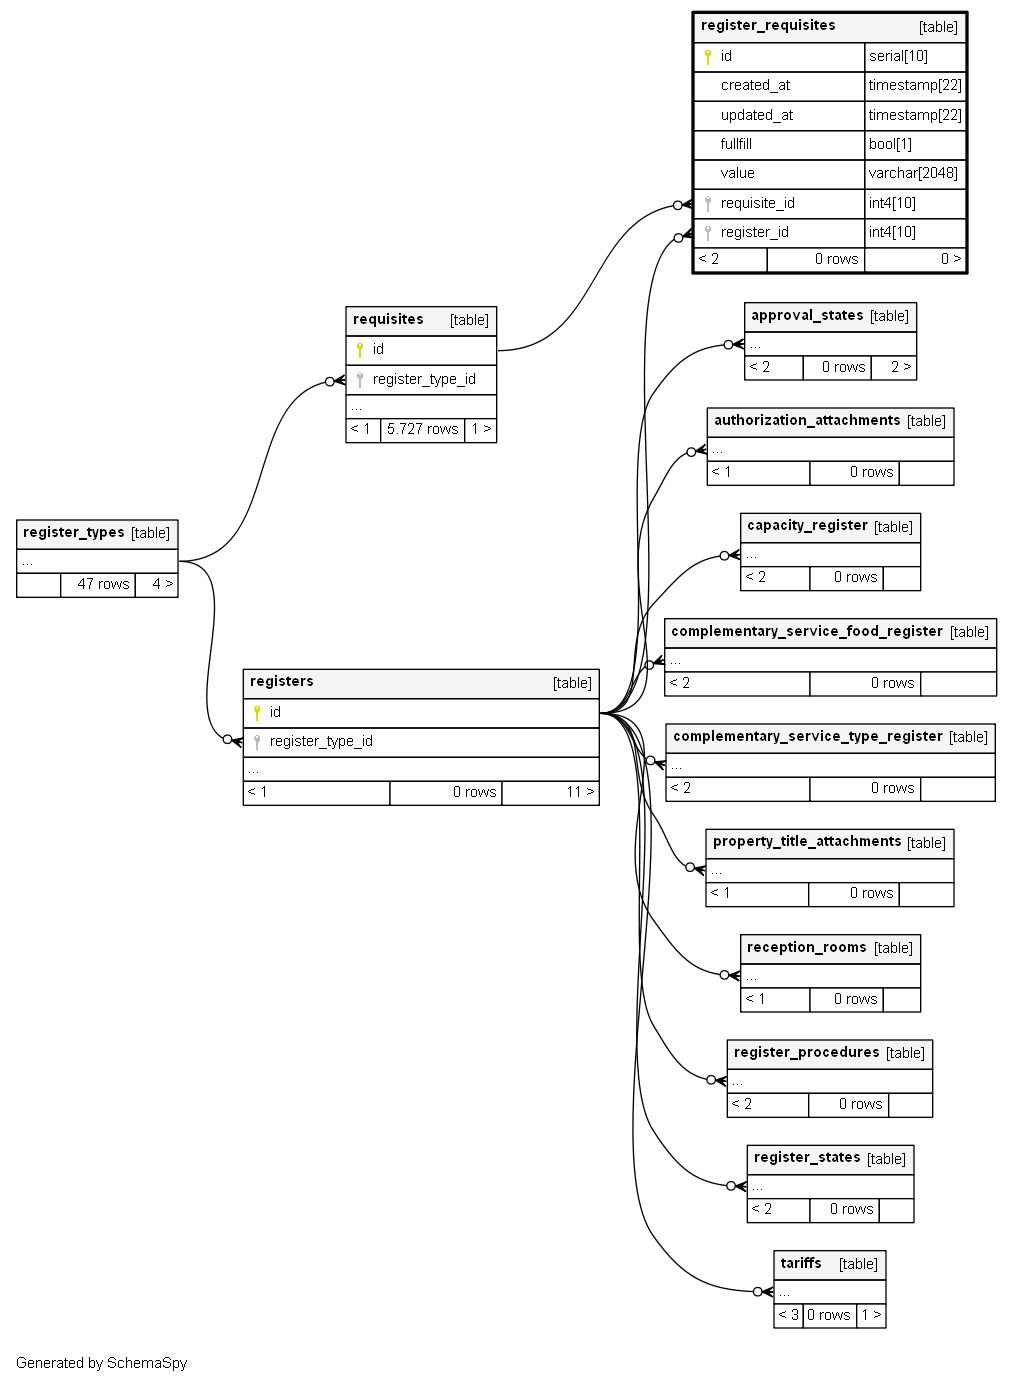 register_requisites [table]
id serial[10]
created_at timestamp[22]
updated_at timestamp[22]
fullfill bool[1]
value varchar[2048]
requisite_id int4[10]
register_id int4[10]
< 2 0 rows 0 >
approval_states [table]
...
< 2 0 rows 2 >
requisites [table]
id
register_type_id
...
< 1 5.727 rows 1 >
authorization_attachments [table]
...
< 1 0 rows
register_types [table]
...
47 rows 4 >
capacity_register [table]
...
< 2 0 rows
complementary_service_food_register [table]
...
< 2 0 rows
registers [table]
id
register_type_id
...
< 1 0 rows 11 >
complementary_service_type_register [table]
...
< 2 0 rows
property_title_attachments [table]
...
< 1 0 rows
reception_rooms [table]
...
< 1 0 rows
register_procedures [table]
...
< 2 0 rows
register_states [table]
...
< 2 0 rows
tariffs [table]
...
< 3 0 rows 1 >
Generated by SchemaSpy